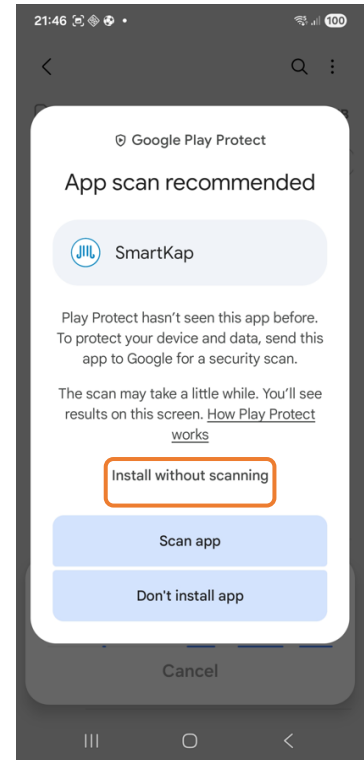 21:46
100
Google Play Protect
App scan recommended
SmartKap
Play Protect hasn't seen this app before.
To protect your device and data, send this
app to Google for a security scan.
The scan may take a little while. You'll see
results on this screen. How Play Protect
works
Install without scanning
Scan app
Don't install app
Cancel